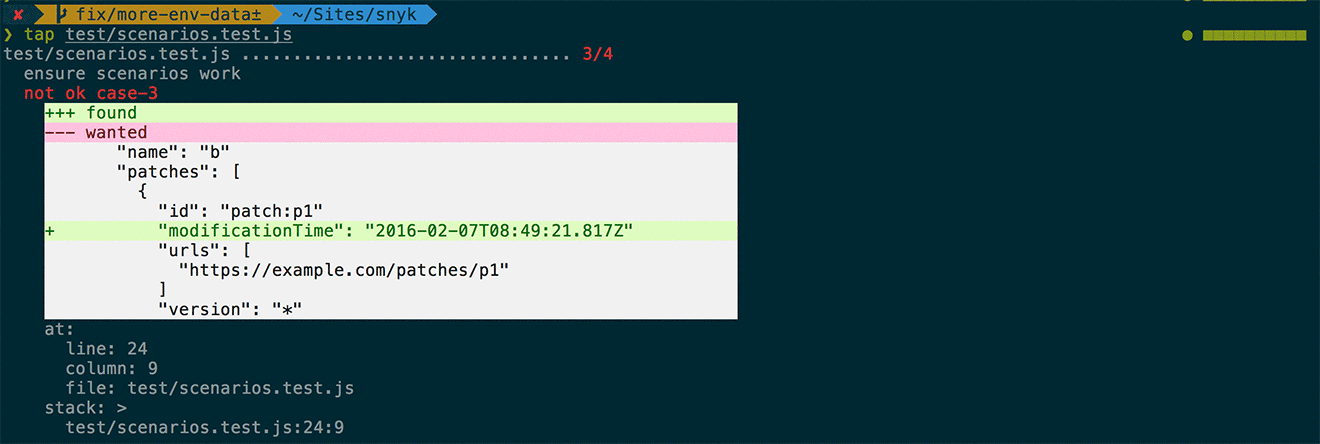 ✘ fix/more-env-data± ~/Sites/snyk
❯ tap test/scenarios.test.js
test/scenarios.test.js ................................ 3/4
ensure scenarios work
not ok case-3
+++ found
--- wanted
"name": "b"
"patches": [
{
"id": "patch:p1"
+ "modificationTime": "2016-02-07T08:49:21.817Z"
"urls": [
"https://example.com/patches/p1"
]
"version": "*"
at:
line: 24
column: 9
file: test/scenarios.test.js
stack: >
test/scenarios.test.js:24:9